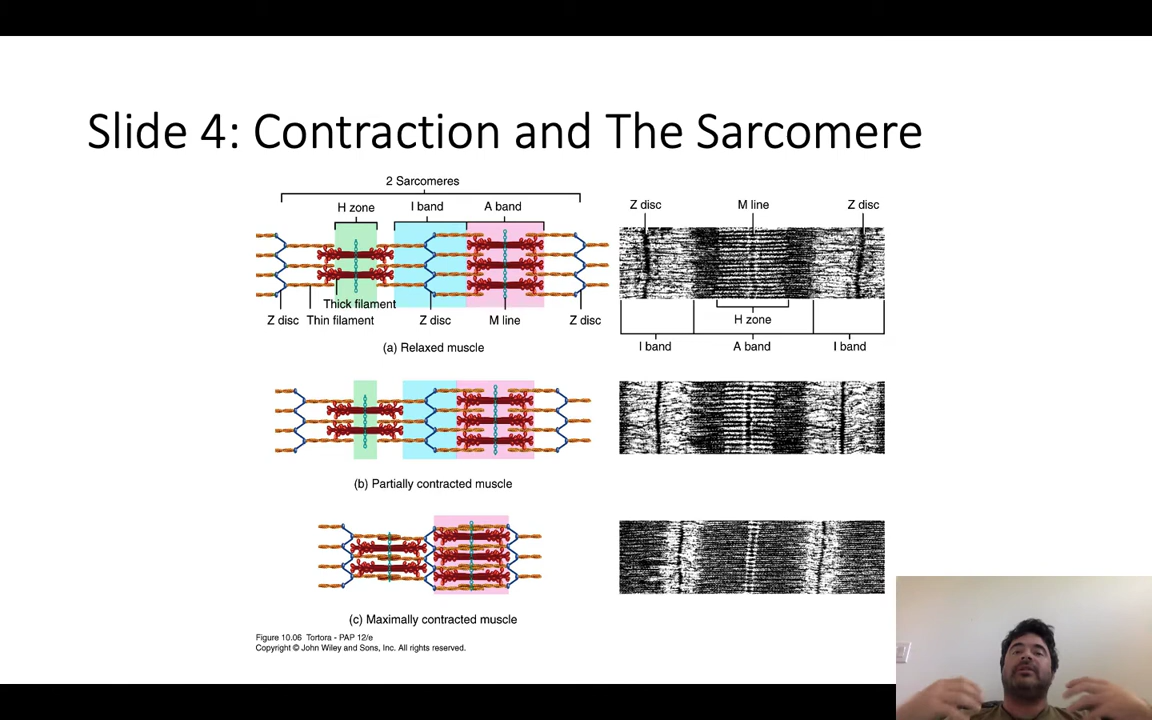 Slide 4: Contraction and The Sarcomere
2 Sarcomeres
H zone I band A band
Thick filament
Z disc Thin filament Z disc M line Z disc
(a) Relaxed muscle
Z disc M line Z disc
H zone
I band A band I band
(b) Partially contracted muscle
(c) Maximally contracted muscle
Figure 10.06 Tortora - PAP 12/e
Copyright © John Wiley and Sons, Inc. All rights reserved.